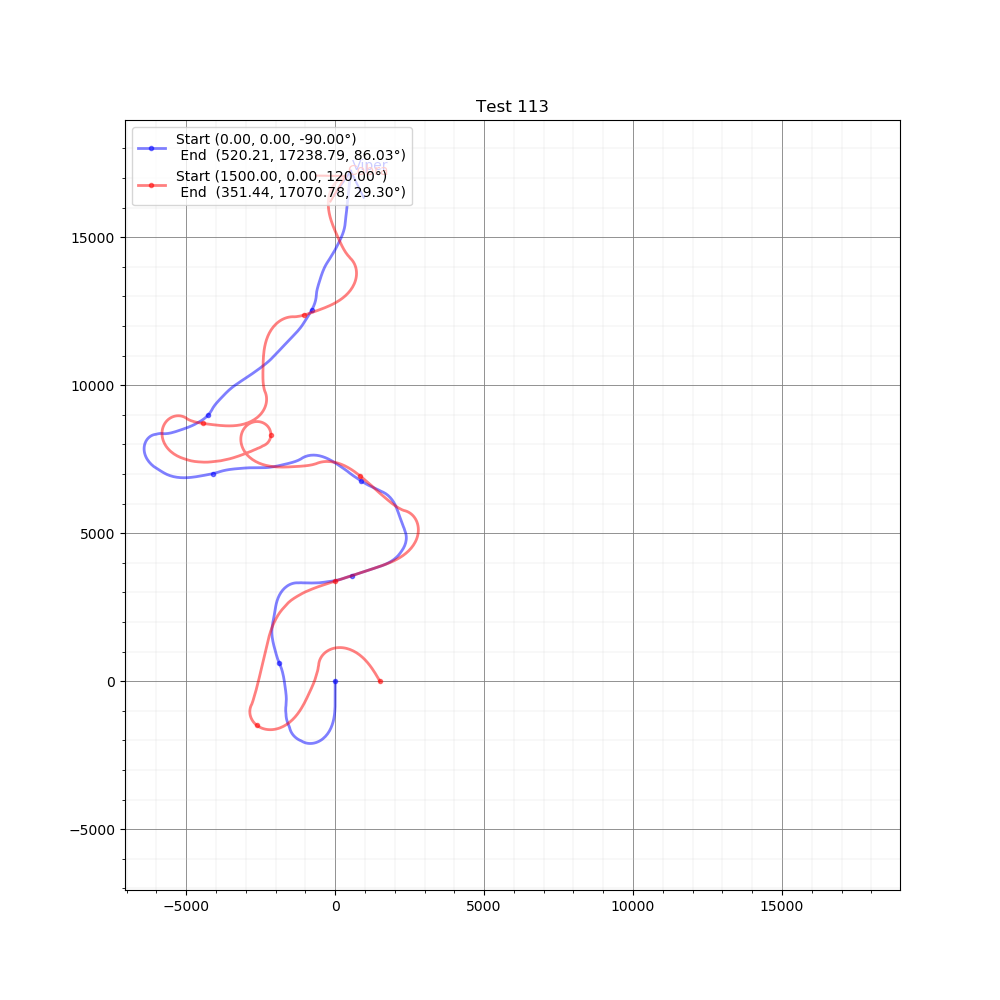 Test 113
Start (0.00, 0.00, -90.00°)
End (520.21, 17238.79, 86.03°)
Start (1500.00, 0.00, 120.00°)
End (351.44, 17070.78, 29.30°)
Viper
15000
10000
5000
0
−5000
−5000
0
5000
10000
15000